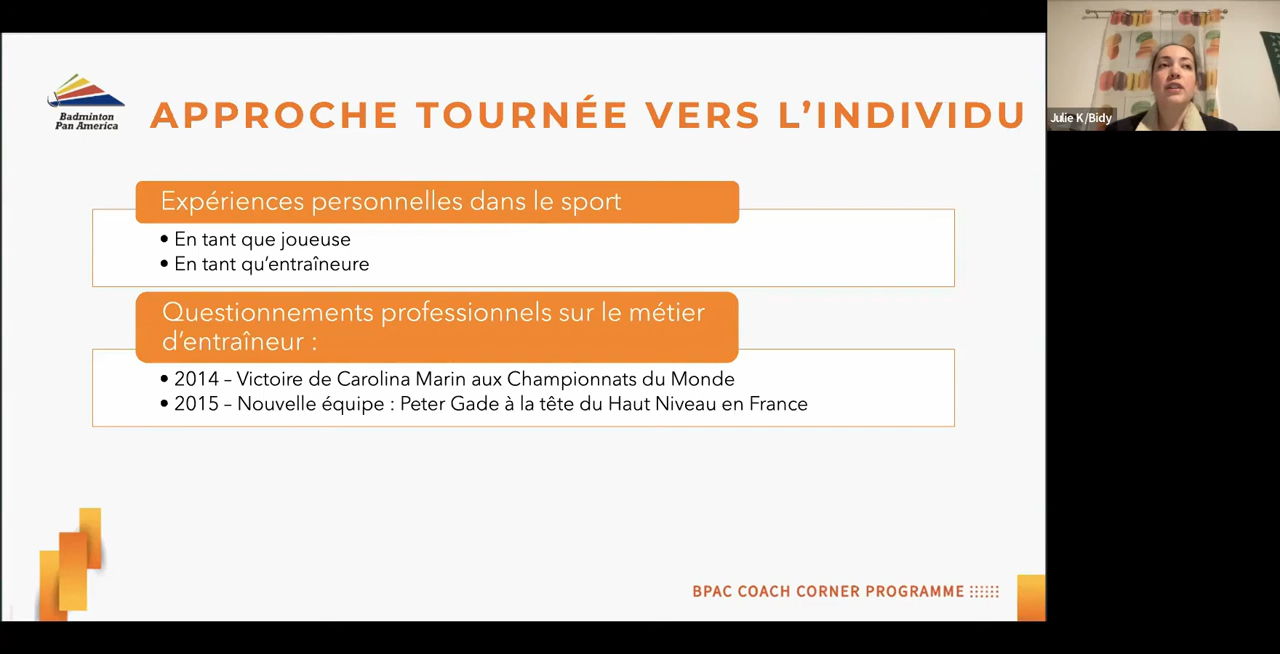 Badminton
Pan America
APPROCHE TOURNÉE VERS L’INDIVIDU
Julie K/Bidy
Expériences personnelles dans le sport
• En tant que joueuse
• En tant qu’entraîneure
Questionnements professionnels sur le métier
d’entraîneur :
• 2014 – Victoire de Carolina Marin aux Championnats du Monde
• 2015 – Nouvelle équipe : Peter Gade à la tête du Haut Niveau en France
BPAC COACH CORNER PROGRAMME